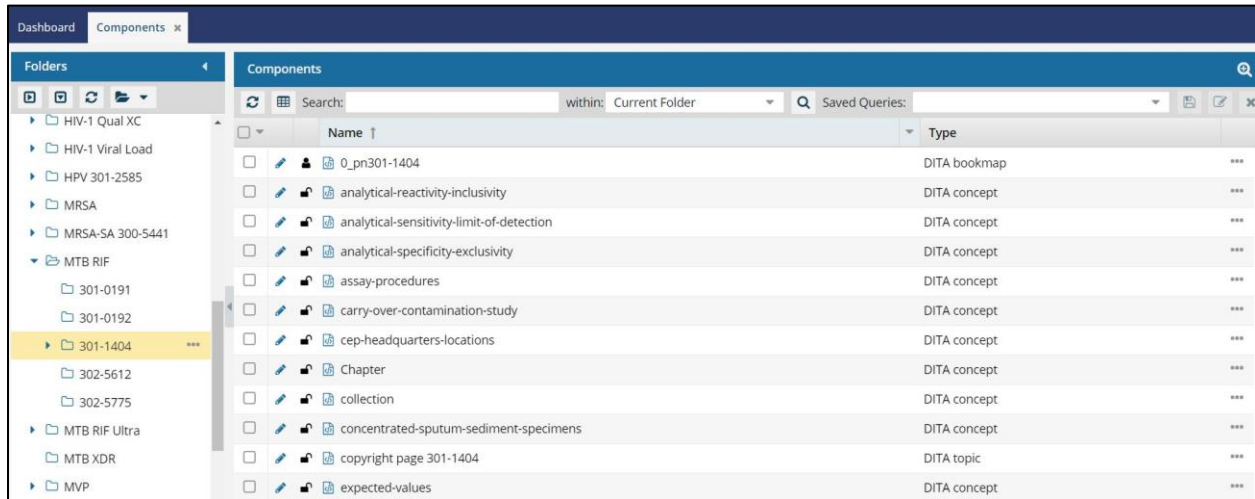 Dashboard Components
Folders
HIV-1 Qual XC
HIV-1 Viral Load
HPV 301-2585
MRSA
MRSA-SA 300-5441
MTB RIF
301-0191
301-0192
301-1404
302-5612
302-5775
MTB RIF Ultra
MTB XDR
MVP
Components
Search: within: Current Folder Saved Queries:
Name ↑ Type
0_pn301-1404 DITA bookmap
analytical-reactivity-inclusivity DITA concept
analytical-sensitivity-limit-of-detection DITA concept
analytical-specificity-exclusivity DITA concept
assay-procedures DITA concept
carry-over-contamination-study DITA concept
cep-headquarters-locations DITA concept
Chapter DITA concept
collection DITA concept
concentrated-sputum-sediment-specimens DITA concept
copyright page 301-1404 DITA topic
expected-values DITA concept